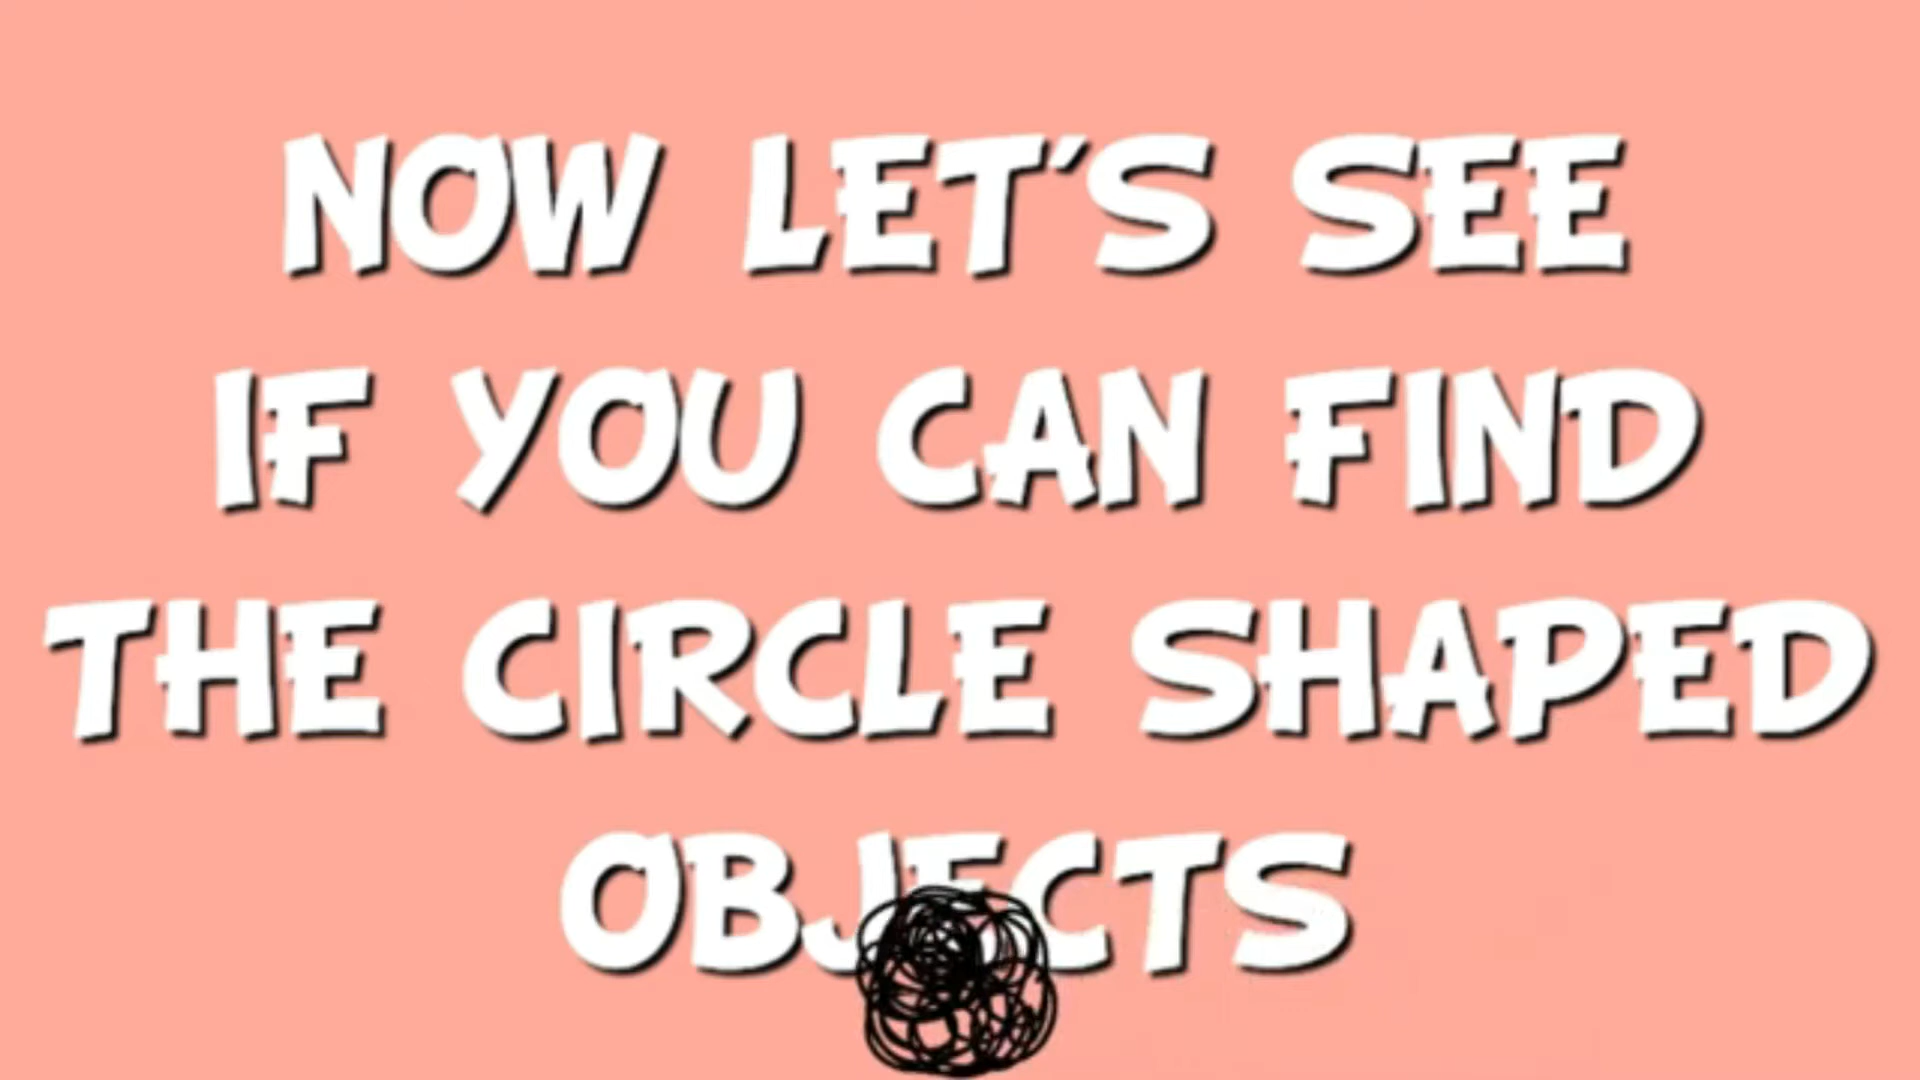 NOW LET'S SEE
IF YOU CAN FIND
THE CIRCLE SHAPED
OBJECTS